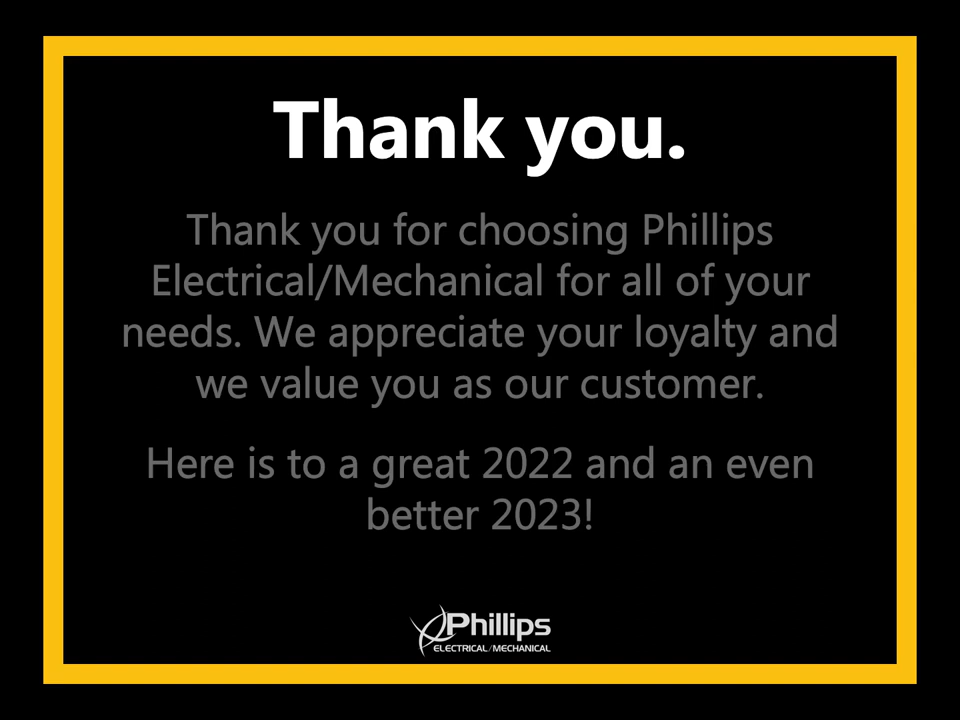 Thank you.
Thank you for choosing Phillips
Electrical/Mechanical for all of your
needs. We appreciate your loyalty and
we value you as our customer.
Here is to a great 2022 and an even
better 2023!
Phillips
ELECTRICAL/MECHANICAL